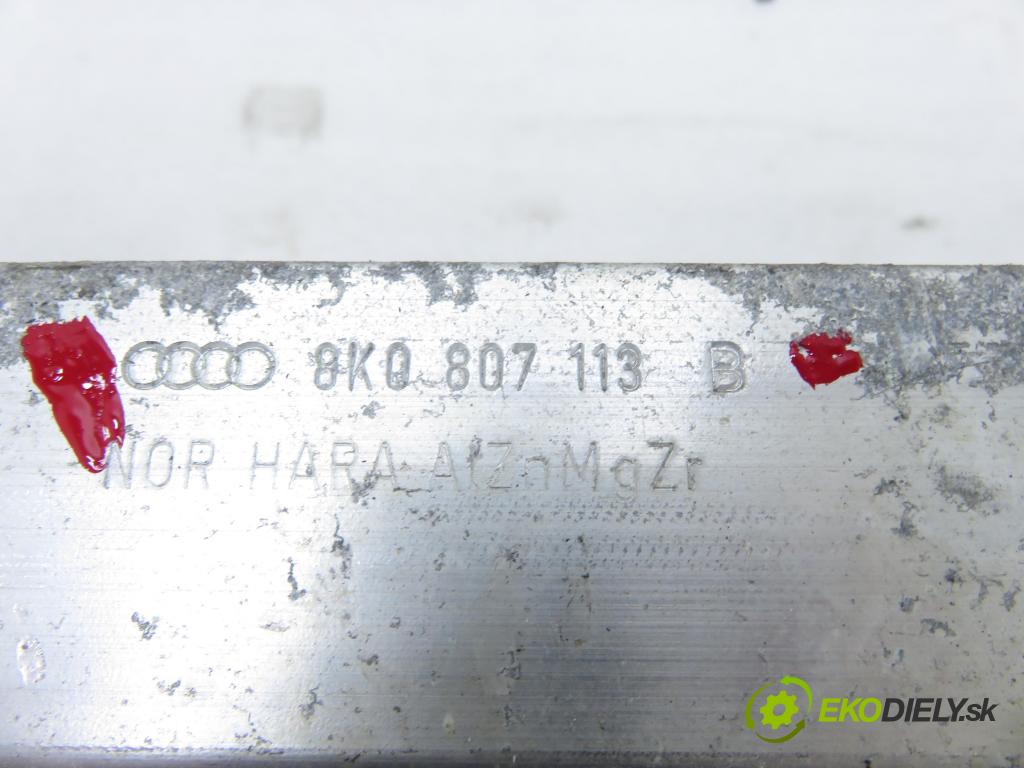 8K0 807 113 B
NOR HARA AlZnMgZr
EKODIELY.sk